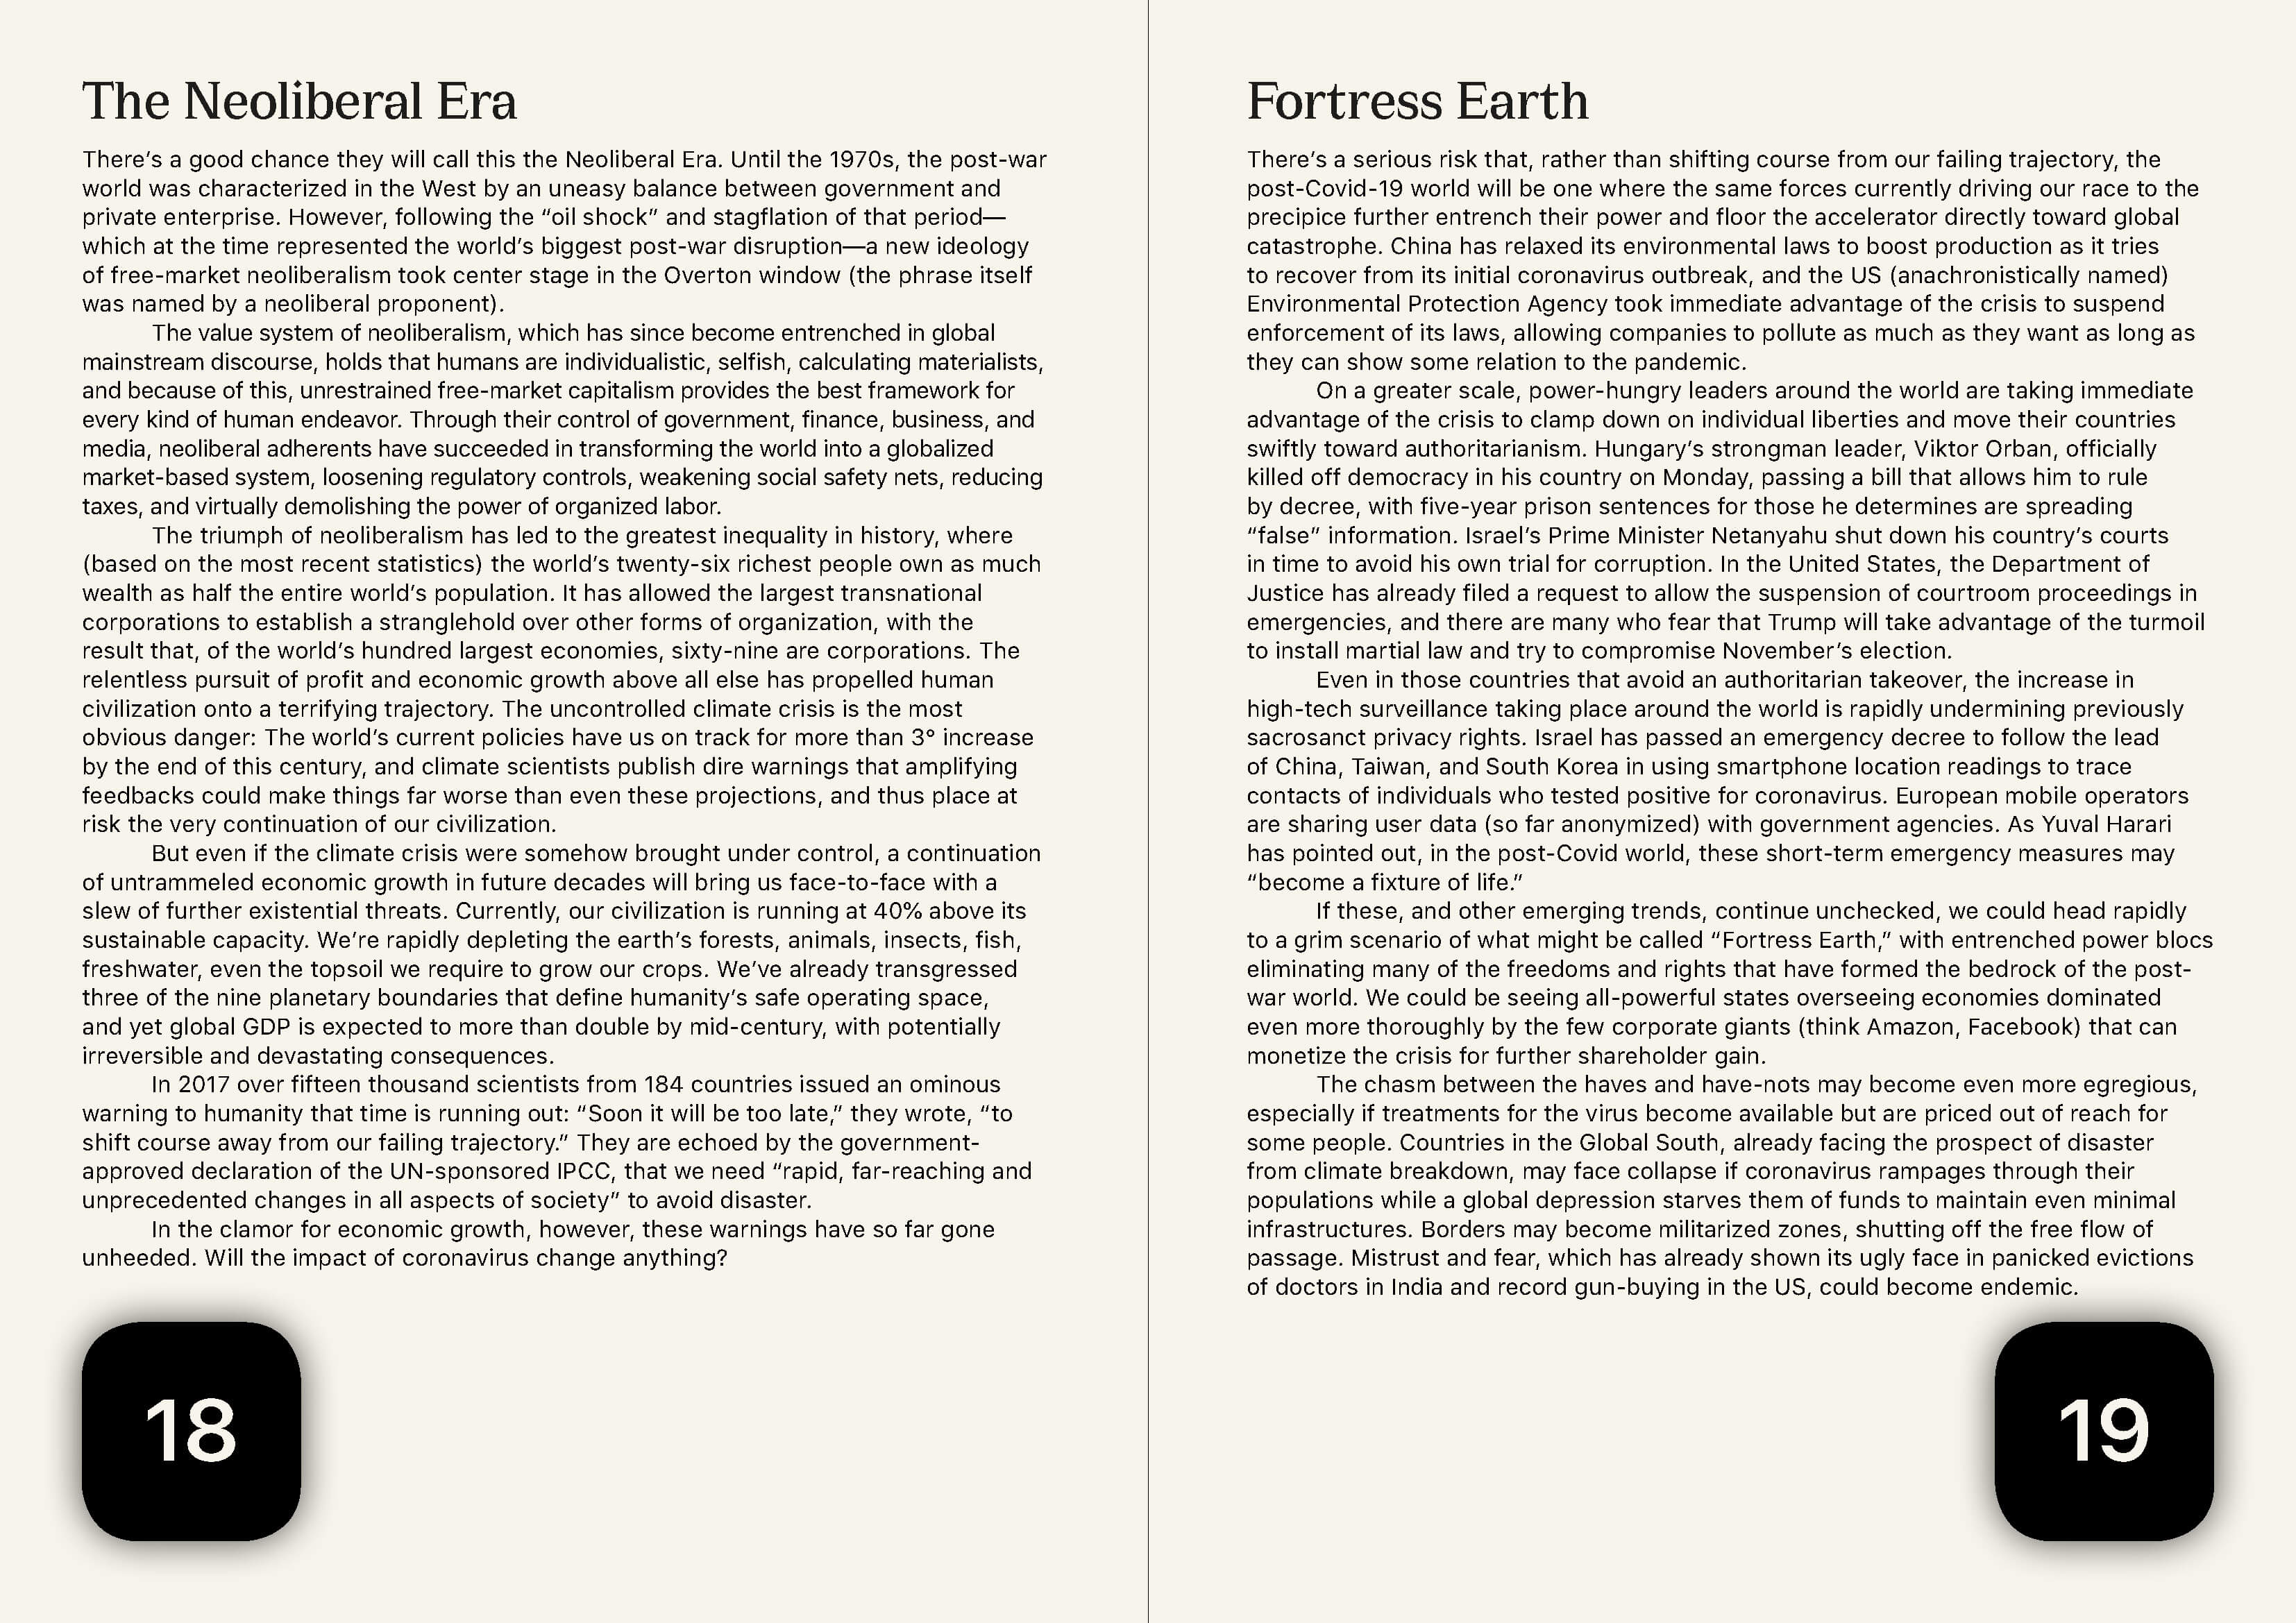 The Neoliberal Era
There’s a good chance they will call this the Neoliberal Era. Until the 1970s, the post-war
world was characterized in the West by an uneasy balance between government and
private enterprise. However, following the “oil shock” and stagflation of that period—
which at the time represented the world’s biggest post-war disruption—a new ideology
of free-market neoliberalism took center stage in the Overton window (the phrase itself
was named by a neoliberal proponent).
The value system of neoliberalism, which has since become entrenched in global
mainstream discourse, holds that humans are individualistic, selfish, calculating materialists,
and because of this, unrestrained free-market capitalism provides the best framework for
every kind of human endeavor. Through their control of government, finance, business, and
media, neoliberal adherents have succeeded in transforming the world into a globalized
market-based system, loosening regulatory controls, weakening social safety nets, reducing
taxes, and virtually demolishing the power of organized labor.
The triumph of neoliberalism has led to the greatest inequality in history, where
(based on the most recent statistics) the world’s twenty-six richest people own as much
wealth as half the entire world’s population. It has allowed the largest transnational
corporations to establish a stranglehold over other forms of organization, with the
result that, of the world’s hundred largest economies, sixty-nine are corporations. The
relentless pursuit of profit and economic growth above all else has propelled human
civilization onto a terrifying trajectory. The uncontrolled climate crisis is the most
obvious danger: The world’s current policies have us on track for more than 3° increase
by the end of this century, and climate scientists publish dire warnings that amplifying
feedbacks could make things far worse than even these projections, and thus place at
risk the very continuation of our civilization.
But even if the climate crisis were somehow brought under control, a continuation
of untrammeled economic growth in future decades will bring us face-to-face with a
slew of further existential threats. Currently, our civilization is running at 40% above its
sustainable capacity. We’re rapidly depleting the earth’s forests, animals, insects, fish,
freshwater, even the topsoil we require to grow our crops. We’ve already transgressed
three of the nine planetary boundaries that define humanity’s safe operating space,
and yet global GDP is expected to more than double by mid-century, with potentially
irreversible and devastating consequences.
In 2017 over fifteen thousand scientists from 184 countries issued an ominous
warning to humanity that time is running out: “Soon it will be too late,” they wrote, “to
shift course away from our failing trajectory.” They are echoed by the government-
approved declaration of the UN-sponsored IPCC, that we need “rapid, far-reaching and
unprecedented changes in all aspects of society” to avoid disaster.
In the clamor for economic growth, however, these warnings have so far gone
unheeded. Will the impact of coronavirus change anything?
18
Fortress Earth
There’s a serious risk that, rather than shifting course from our failing trajectory, the
post-Covid-19 world will be one where the same forces currently driving our race to the
precipice further entrench their power and floor the accelerator directly toward global
catastrophe. China has relaxed its environmental laws to boost production as it tries
to recover from its initial coronavirus outbreak, and the US (anachronistically named)
Environmental Protection Agency took immediate advantage of the crisis to suspend
enforcement of its laws, allowing companies to pollute as much as they want as long as
they can show some relation to the pandemic.
On a greater scale, power-hungry leaders around the world are taking immediate
advantage of the crisis to clamp down on individual liberties and move their countries
swiftly toward authoritarianism. Hungary’s strongman leader, Viktor Orban, officially
killed off democracy in his country on Monday, passing a bill that allows him to rule
by decree, with five-year prison sentences for those he determines are spreading
“false” information. Israel’s Prime Minister Netanyahu shut down his country’s courts
in time to avoid his own trial for corruption. In the United States, the Department of
Justice has already filed a request to allow the suspension of courtroom proceedings in
emergencies, and there are many who fear that Trump will take advantage of the turmoil
to install martial law and try to compromise November’s election.
Even in those countries that avoid an authoritarian takeover, the increase in
high-tech surveillance taking place around the world is rapidly undermining previously
sacrosanct privacy rights. Israel has passed an emergency decree to follow the lead
of China, Taiwan, and South Korea in using smartphone location readings to trace
contacts of individuals who tested positive for coronavirus. European mobile operators
are sharing user data (so far anonymized) with government agencies. As Yuval Harari
has pointed out, in the post-Covid world, these short-term emergency measures may
“become a fixture of life.”
If these, and other emerging trends, continue unchecked, we could head rapidly
to a grim scenario of what might be called “Fortress Earth,” with entrenched power blocs
eliminating many of the freedoms and rights that have formed the bedrock of the post-
war world. We could be seeing all-powerful states overseeing economies dominated
even more thoroughly by the few corporate giants (think Amazon, Facebook) that can
monetize the crisis for further shareholder gain.
The chasm between the haves and have-nots may become even more egregious,
especially if treatments for the virus become available but are priced out of reach for
some people. Countries in the Global South, already facing the prospect of disaster
from climate breakdown, may face collapse if coronavirus rampages through their
populations while a global depression starves them of funds to maintain even minimal
infrastructures. Borders may become militarized zones, shutting off the free flow of
passage. Mistrust and fear, which has already shown its ugly face in panicked evictions
of doctors in India and record gun-buying in the US, could become endemic.
19